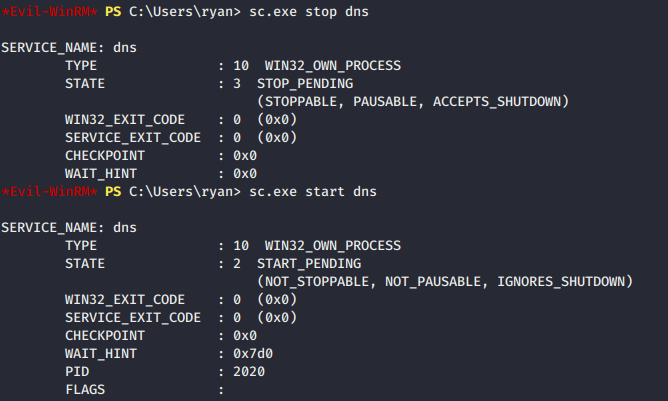 *Evil-WinRM* PS C:\Users\ryan> sc.exe stop dns
SERVICE_NAME: dns
TYPE : 10 WIN32_OWN_PROCESS
STATE : 3 STOP_PENDING
(STOPPABLE, PAUSABLE, ACCEPTS_SHUTDOWN)
WIN32_EXIT_CODE : 0 (0x0)
SERVICE_EXIT_CODE : 0 (0x0)
CHECKPOINT : 0x0
WAIT_HINT : 0x0
*Evil-WinRM* PS C:\Users\ryan> sc.exe start dns
SERVICE_NAME: dns
TYPE : 10 WIN32_OWN_PROCESS
STATE : 2 START_PENDING
(NOT_STOPPABLE, NOT_PAUSABLE, IGNORES_SHUTDOWN)
WIN32_EXIT_CODE : 0 (0x0)
SERVICE_EXIT_CODE : 0 (0x0)
CHECKPOINT : 0x0
WAIT_HINT : 0x7d0
PID : 2020
FLAGS :